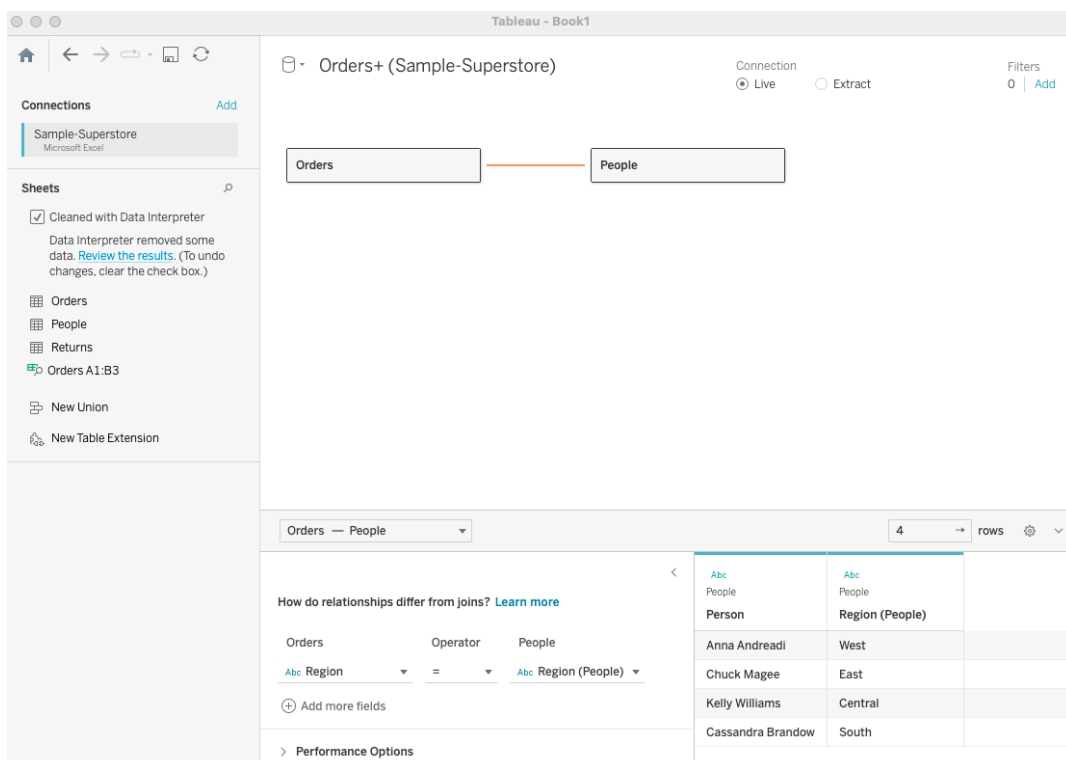 Tableau - Book1
Orders+ (Sample-Superstore)
Connection
Live
Extract
Filters
0 | Add
Connections
Add
Sample-Superstore
Microsoft Excel
Sheets
Cleaned with Data Interpreter
Data Interpreter removed some
data. Review the results. (To undo
changes, clear the check box.)
Orders
People
Returns
Orders A1:B3
New Union
New Table Extension
Orders
People
Orders — People
4 → rows
How do relationships differ from joins? Learn more
Orders Operator People
Abc Region = Abc Region (People)
Add more fields
Performance Options
Abc Abc
People People
Person Region (People)
Anna Andreadi West
Chuck Magee East
Kelly Williams Central
Cassandra Brandow South